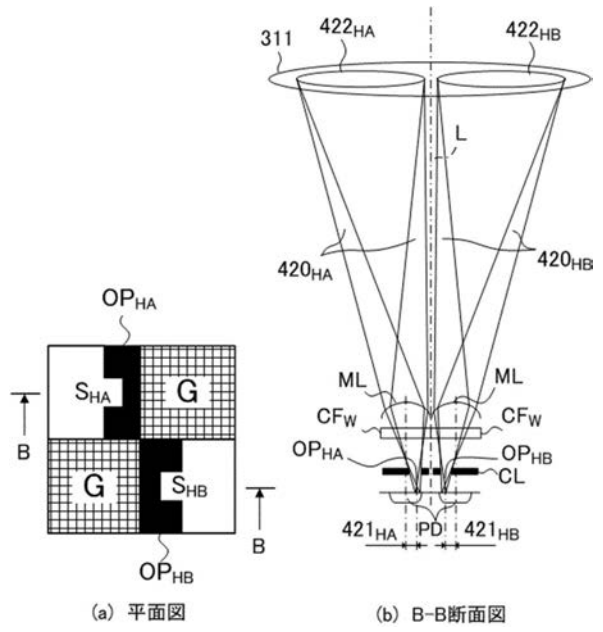 422HA
422HB
311
L
420HA
420HB
OPHA
SHA
G
ML
ML
B
CFW
CFW
OPHA
OPHB
G
SHB
CL
B
421HA
PD
421HB
OPHB
(a) 平面図
(b) B-B断面図